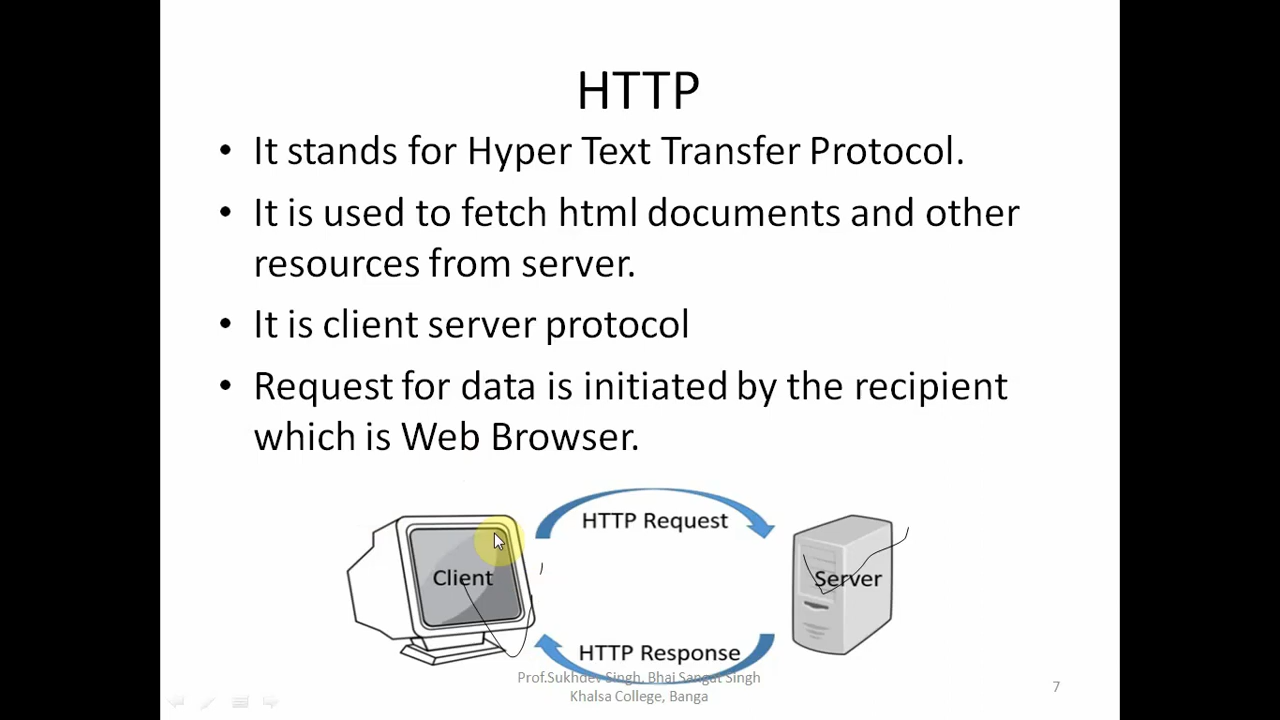 HTTP
• It stands for Hyper Text Transfer Protocol.
• It is used to fetch html documents and other
resources from server.
• It is client server protocol
• Request for data is initiated by the recipient
which is Web Browser.
HTTP Request
Client
Server
HTTP Response
Prof.Sukhdev Singh, Bhai Sangat Singh
Khalsa College, Banga
7